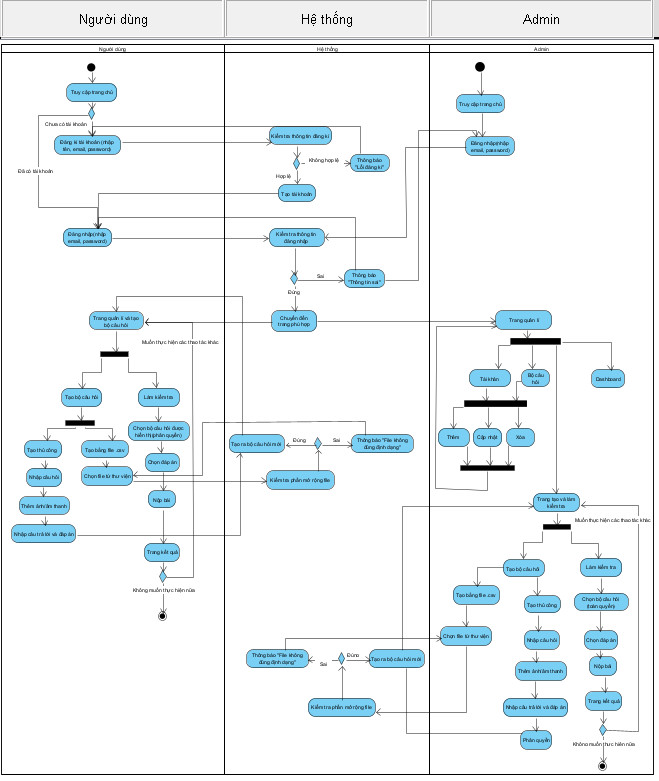 Người dùng
Hệ thống
Admin
Người dùng
Hệ thống
Admin
Truy cập trang chủ
Chưa có tài khoản
Đăng kí tài khoản (nhập
tên, email, password)
Đã có tài khoản
Đăng nhập(nhập
email, password)
Kiểm tra thông tin đăng kí
Không hợp lệ
Thông báo
"Lỗi đăng kí"
Hợp lệ
Tạo tài khoản
Kiểm tra thông tin
đăng nhập
Sai
Thông báo
"Thông tin sai"
Đúng
Chuyển đến
trang phù hợp
Truy cập trang chủ
Đăng nhập(nhập
email, password)
Trang quản lí và tạo
bộ câu hỏi
Muốn thực hiện các thao tác khác
Tạo bộ câu hỏi
Làm kiểm tra
Tạo thủ công
Tạo bằng file .csv
Chọn bộ câu hỏi được
hiển thị(phân quyền)
Nhập câu hỏi
Chọn file từ thư viện
Chọn đáp án
Thêm ảnh/âm thanh
Nộp bài
Nhập câu trả lời và đáp án
Trang kết quả
Không muốn thực hiện nữa
Tạo ra bộ câu hỏi mới
Đúng
Sai
Thông báo "File không
đúng định dạng"
Kiểm tra phần mở rộng file
Trang quản lí
Tài khản
Bộ câu
hỏi
Dashboard
Thêm
Cập nhật
Xóa
Trang tạo và làm
kiểm tra
Muốn thực hiện các thao tác khác
Tạo bộ câu hỏi
Làm kiểm tra
Tạo bằng file .csv
Tạo thủ công
Chọn bộ câu hỏi
(toàn quyền)
Chọn file từ thư viện
Nhập câu hỏi
Chọn đáp án
Thêm ảnh/âm thanh
Nộp bài
Nhập câu trả lời và đáp án
Trang kết quả
Phân quyền
Không muốn thực hiện nữa
Thông báo "File không
đúng định dạng"
Sai
Đúng
Tạo ra bộ câu hỏi mới
Kiểm tra phần mở rộng file